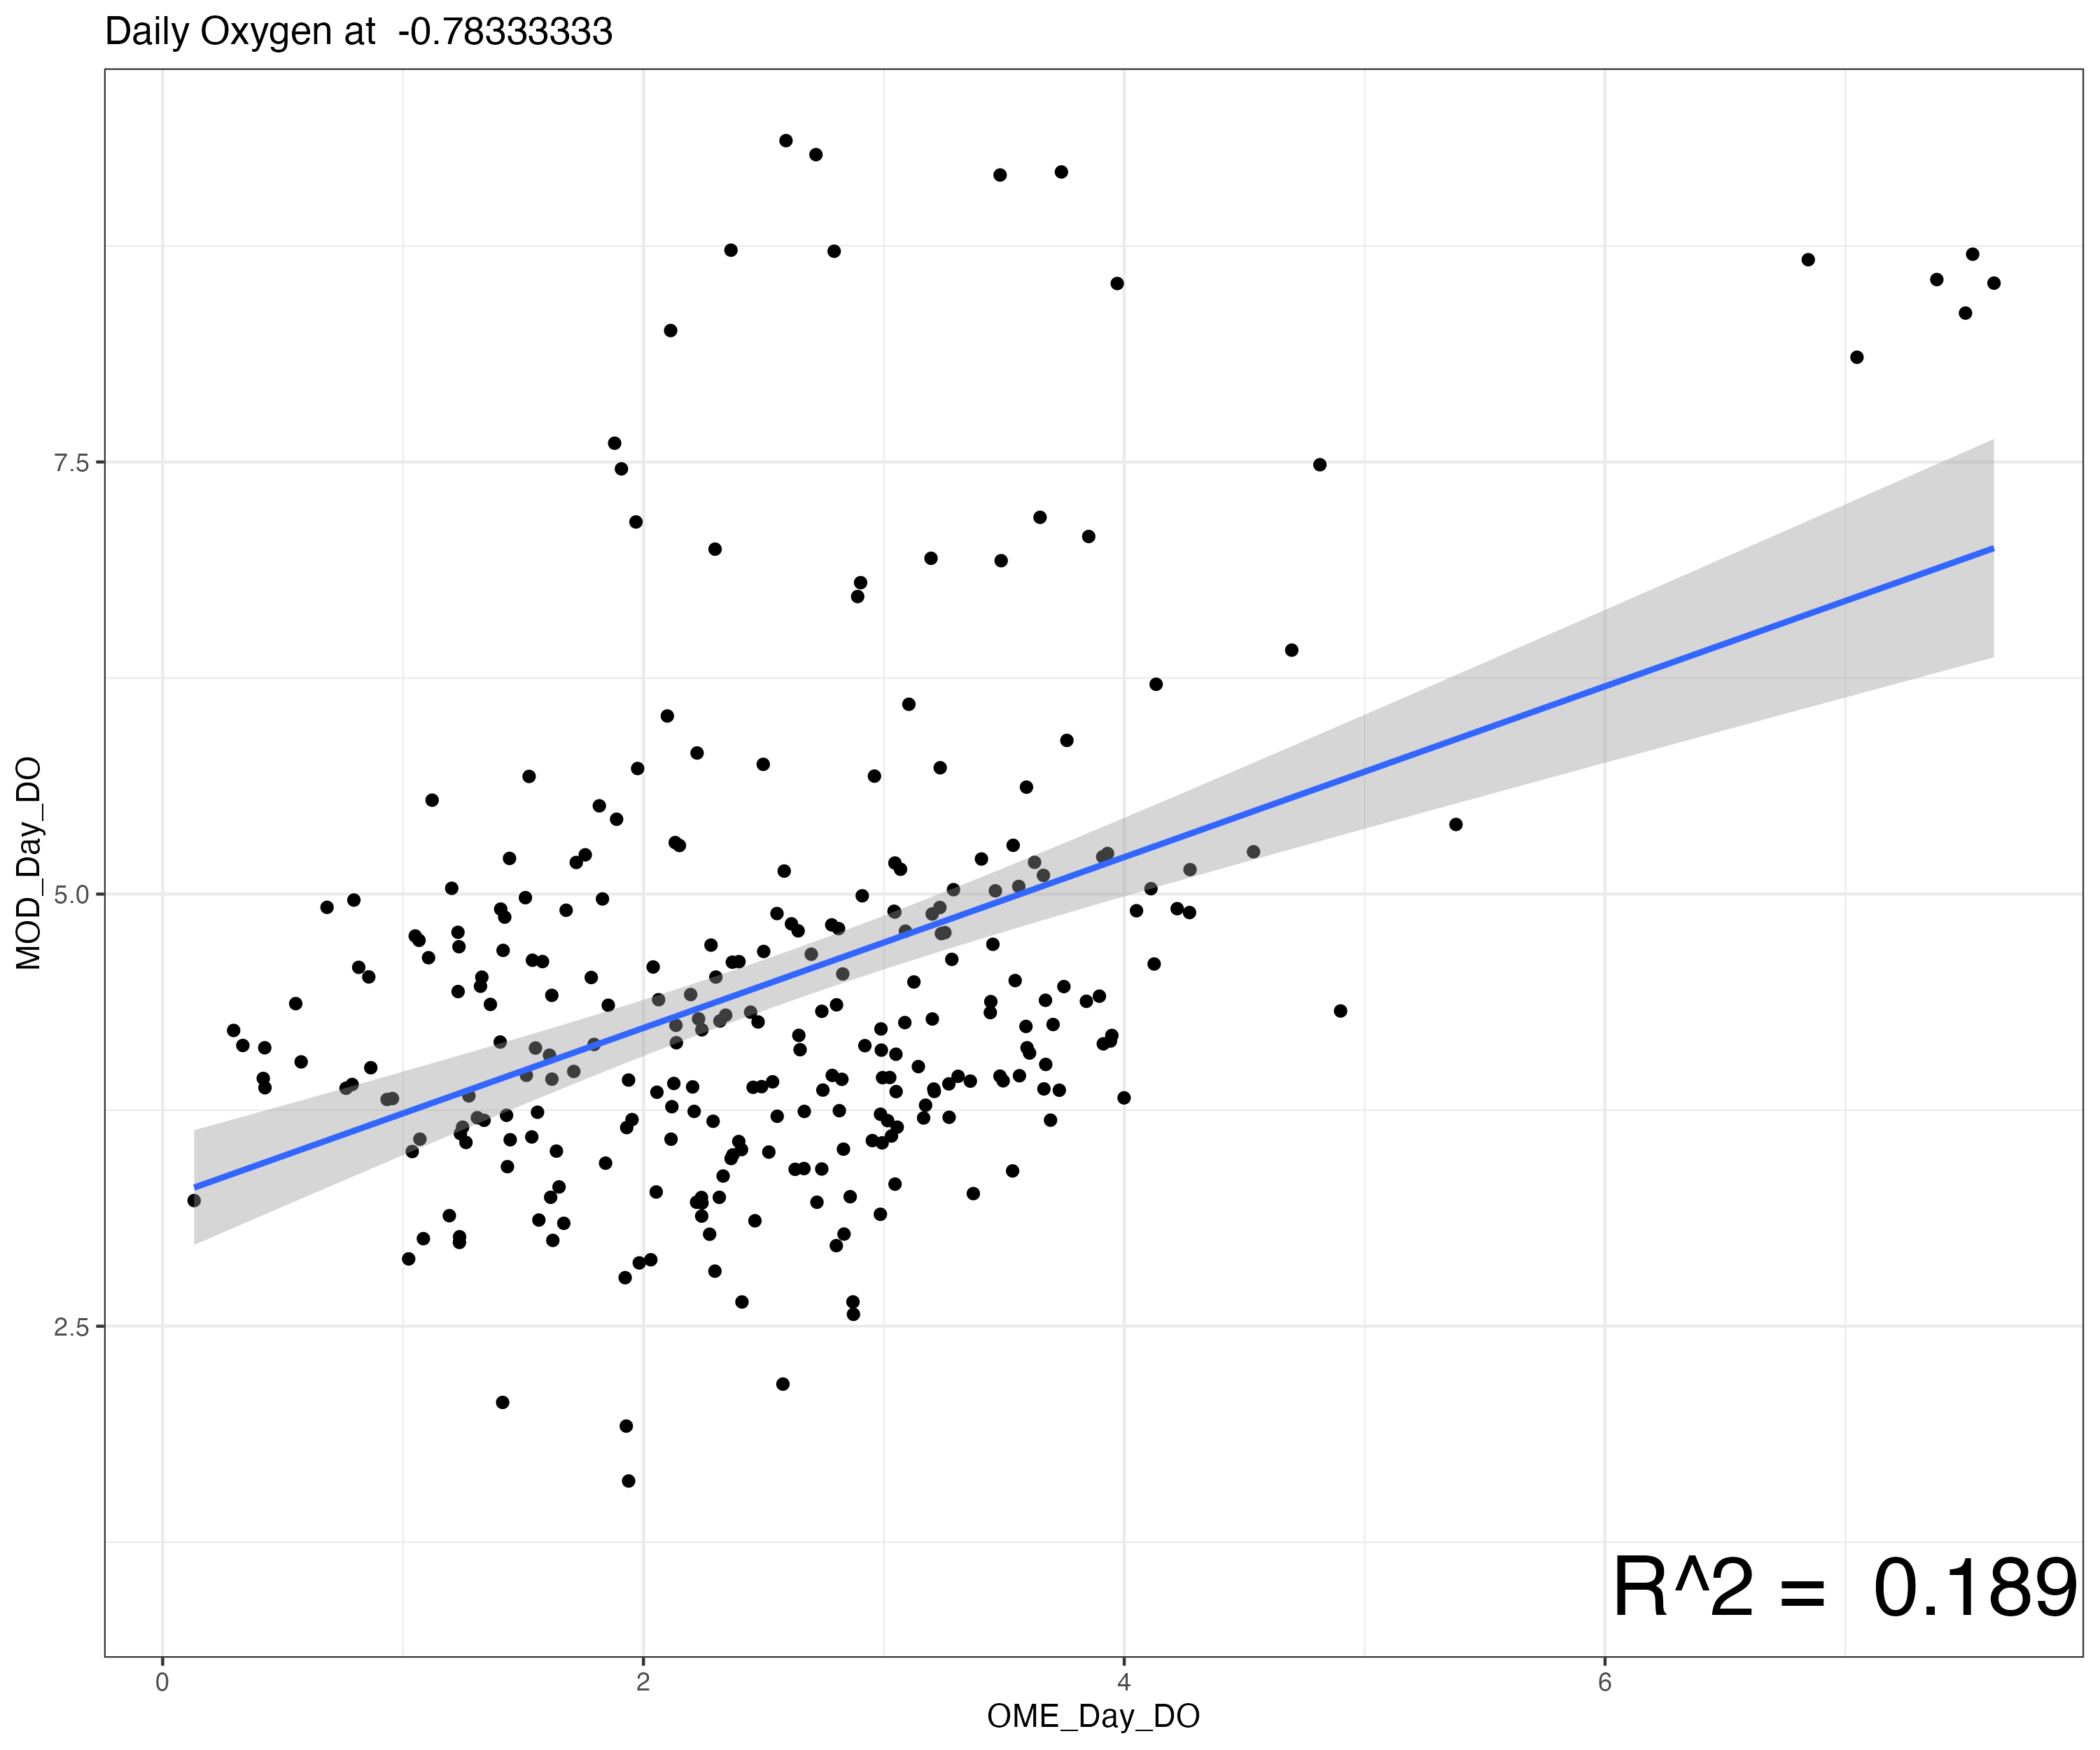 Daily Oxygen at  -0.78333333
7.5
5.0
2.5
MOD_Day_DO
R^2 =  0.189
0 2 4 6
OME_Day_DO